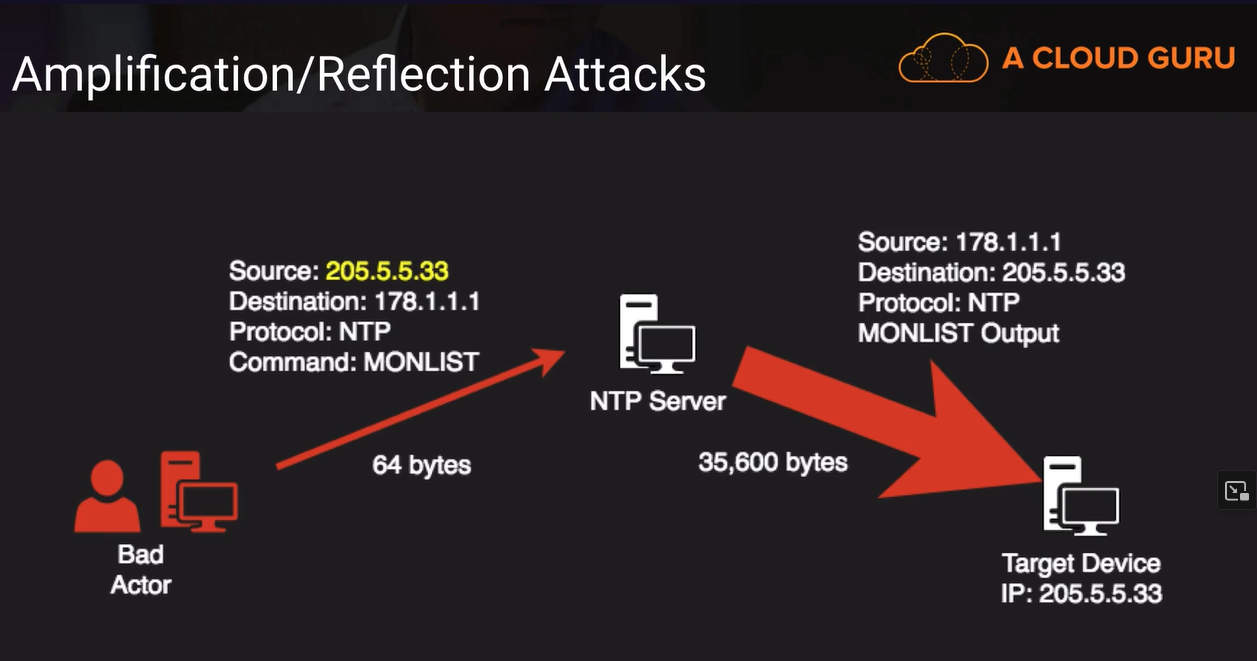 Amplification/Reflection Attacks
A CLOUD GURU
Source: 205.5.5.33
Destination: 178.1.1.1
Protocol: NTP
Command: MONLIST
64 bytes
Bad
Actor
NTP Server
35,600 bytes
Source: 178.1.1.1
Destination: 205.5.5.33
Protocol: NTP
MONLIST Output
Target Device
IP: 205.5.5.33